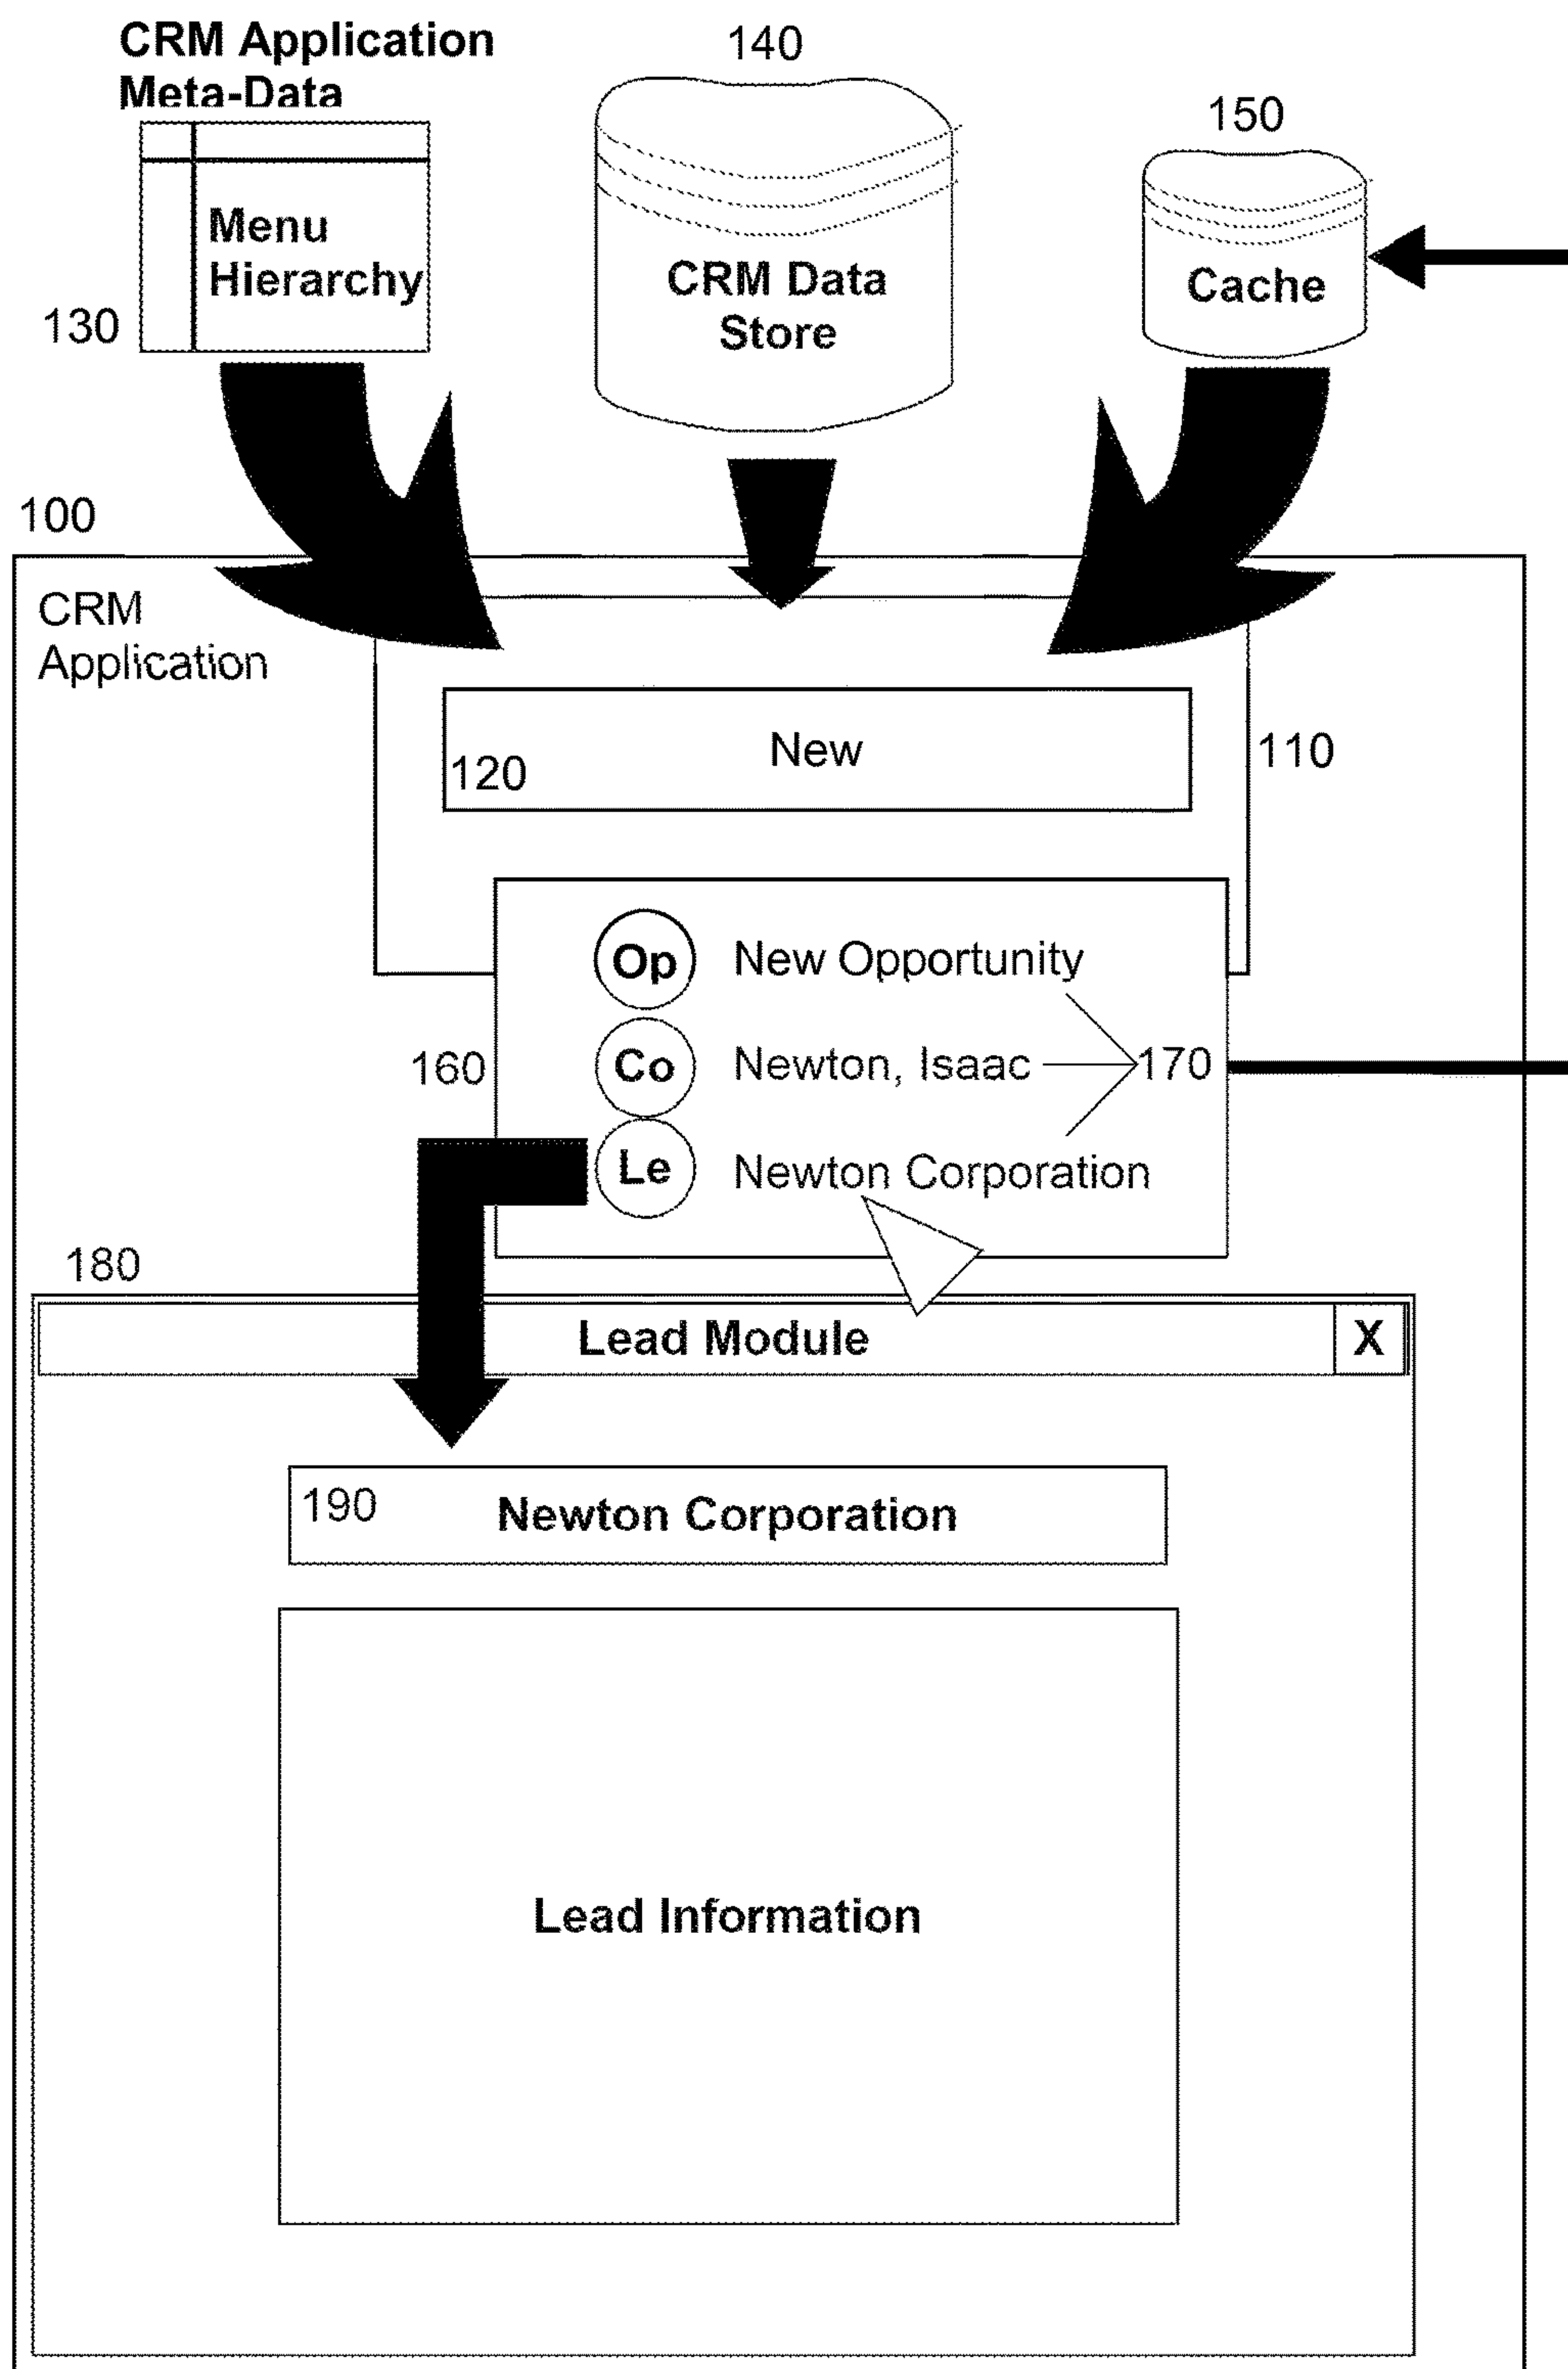 CRM Application
Meta-Data
140
150
Menu
Hierarchy
130
CRM Data
Store
Cache
100
CRM
Application
120
New
110
Op New Opportunity
160
Co Newton, Isaac
170
Le Newton Corporation
180
Lead Module
X
190
Newton Corporation
Lead Information